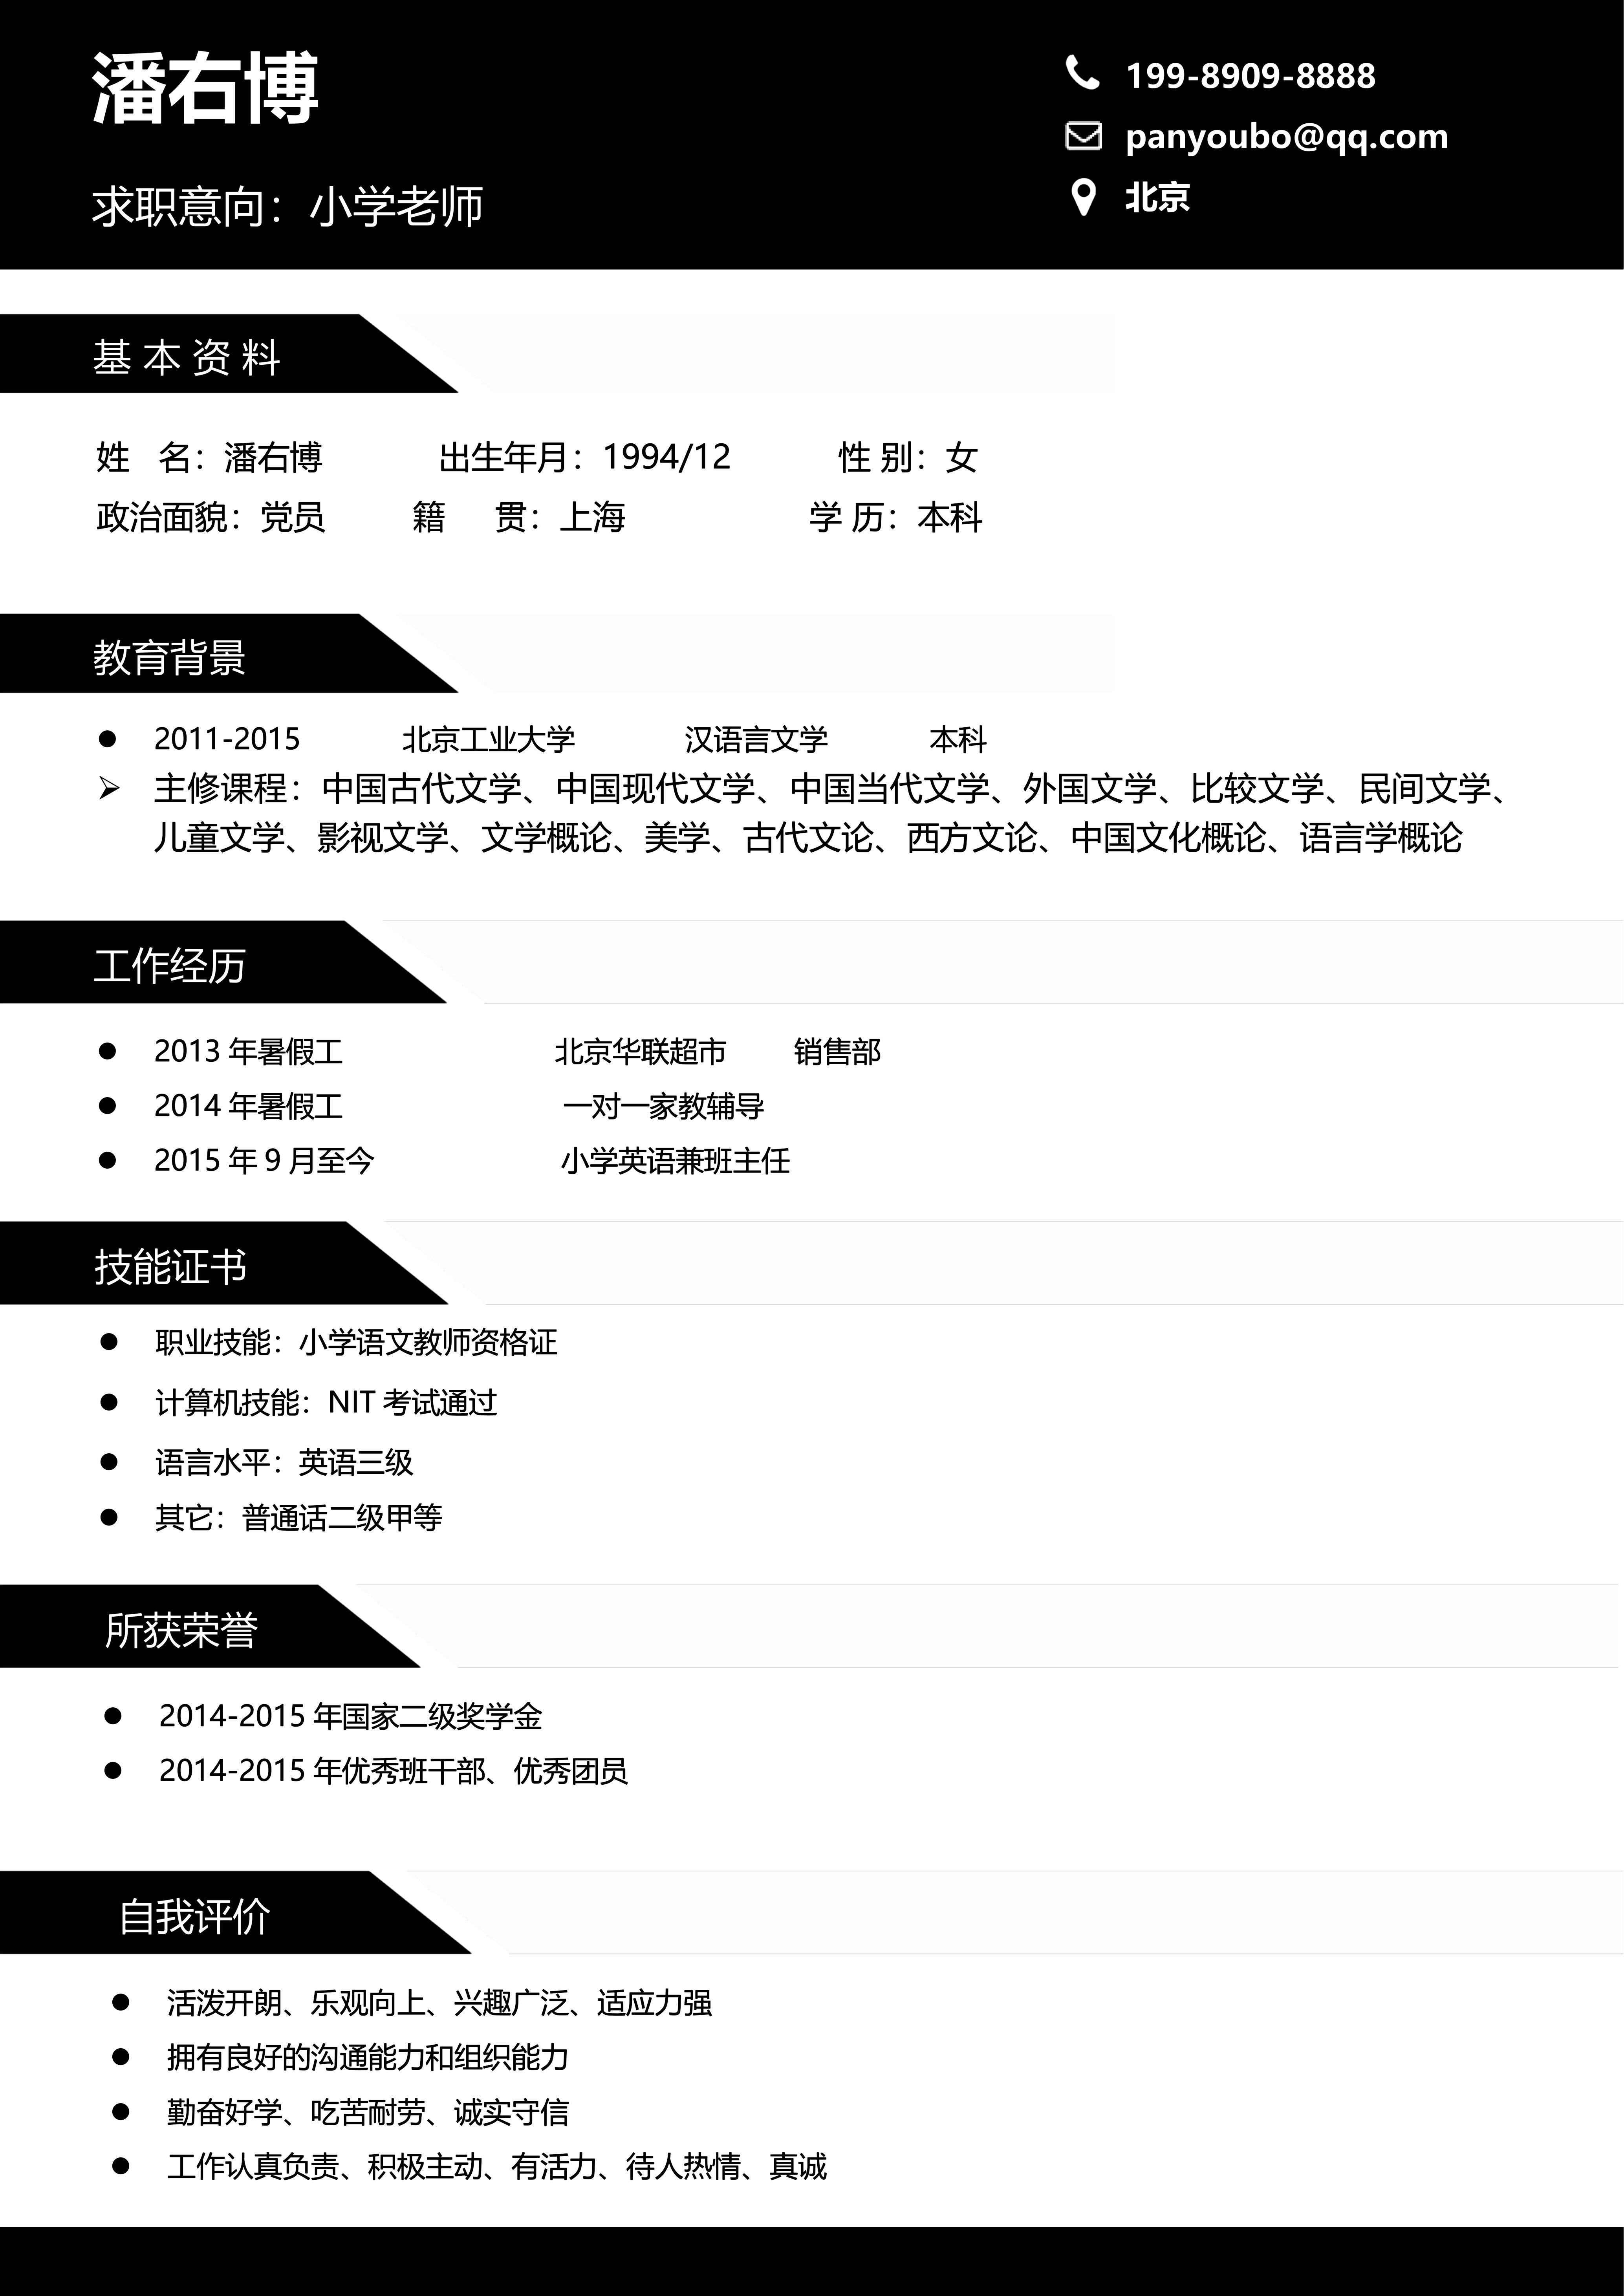 潘右博
求职意向：小学老师
199-8909-8888
panyoubo@qq.com
北京
基 本 资 料
姓 名：潘右博 出生年月：1994/12 性 别：女
政治面貌：党员 籍 贯：上海 学 历：本科
教育背景
● 2011-2015 北京工业大学 汉语言文学 本科
➢ 主修课程：中国古代文学、中国现代文学、中国当代文学、外国文学、比较文学、民间文学、
儿童文学、影视文学、文学概论、美学、古代文论、西方文论、中国文化概论、语言学概论
工作经历
● 2013 年暑假工 北京华联超市 销售部
● 2014 年暑假工 一对一家教辅导
● 2015 年 9 月至今 小学英语兼班主任
技能证书
● 职业技能：小学语文教师资格证
● 计算机技能：NIT 考试通过
● 语言水平：英语三级
● 其它：普通话二级甲等
所获荣誉
● 2014-2015 年国家二级奖学金
● 2014-2015 年优秀班干部、优秀团员
自我评价
● 活泼开朗、乐观向上、兴趣广泛、适应力强
● 拥有良好的沟通能力和组织能力
● 勤奋好学、吃苦耐劳、诚实守信
● 工作认真负责、积极主动、有活力、待人热情、真诚